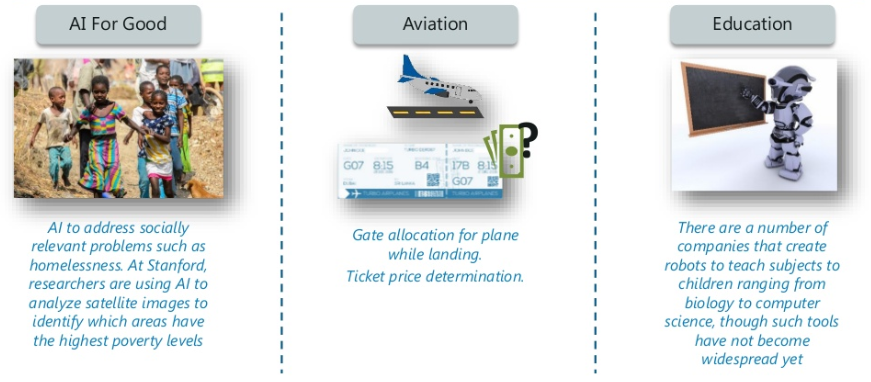 AI For Good
AI to address socially
relevant problems such as
homelessness. At Stanford,
researchers are using AI to
analyze satellite images to
identify which areas have
the highest poverty levels
Aviation
G07 8:15 B4 17B 8:15
G07
?
Gate allocation for plane
while landing.
Ticket price determination.
Education
There are a number of
companies that create
robots to teach subjects to
children ranging from
biology to computer
science, though such tools
have not become
widespread yet